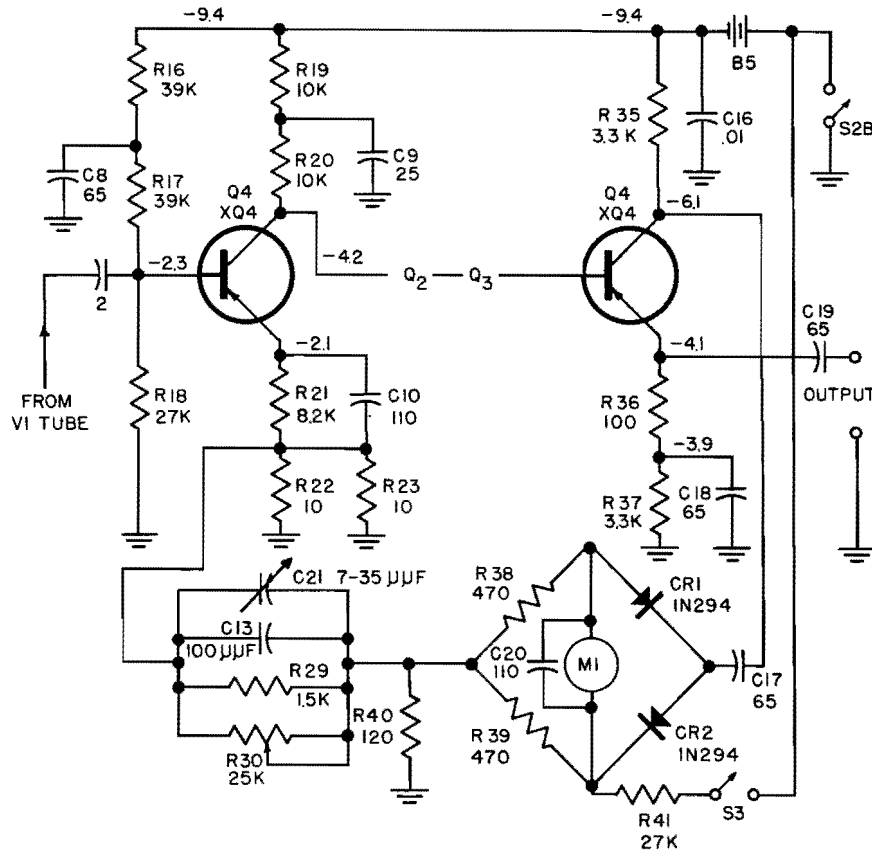 -9.4
-9.4
R16
39K
R19
10K
B5
R35
3.3 K
C16
.01
S2B
C8
65
R17
39K
R20
10K
C9
25
Q4
XQ4
Q4
XQ4
-6.1
-2.3
-4.2
Q2
Q3
2
C19
65
-2.1
-4.1
FROM
V1 TUBE
R18
27K
R21
8.2K
C10
110
R36
100
OUTPUT
-3.9
R22
10
R23
10
R37
3.3K
C18
65
C21 7-35 μμF
R38
470
CR1
1N294
C13
100μμF
C20
110
M1
C17
65
R29
1.5K
R40
120
R39
470
CR2
1N294
R30
25K
R41
27K
S3